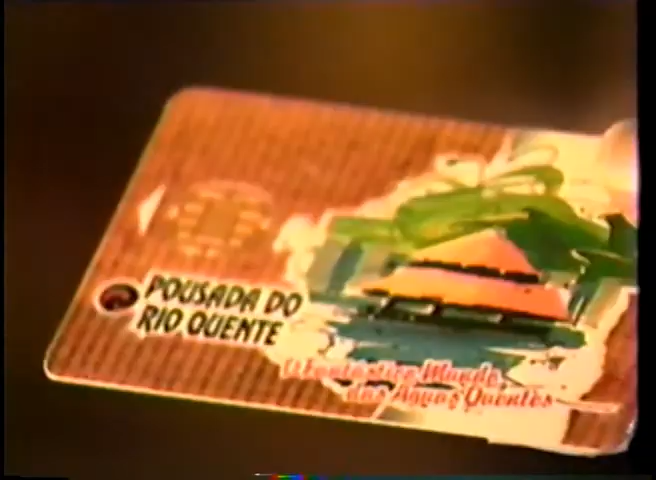 POUSADA DO
RIO QUENTE
O Fantástico Mundo
das Águas Quentes